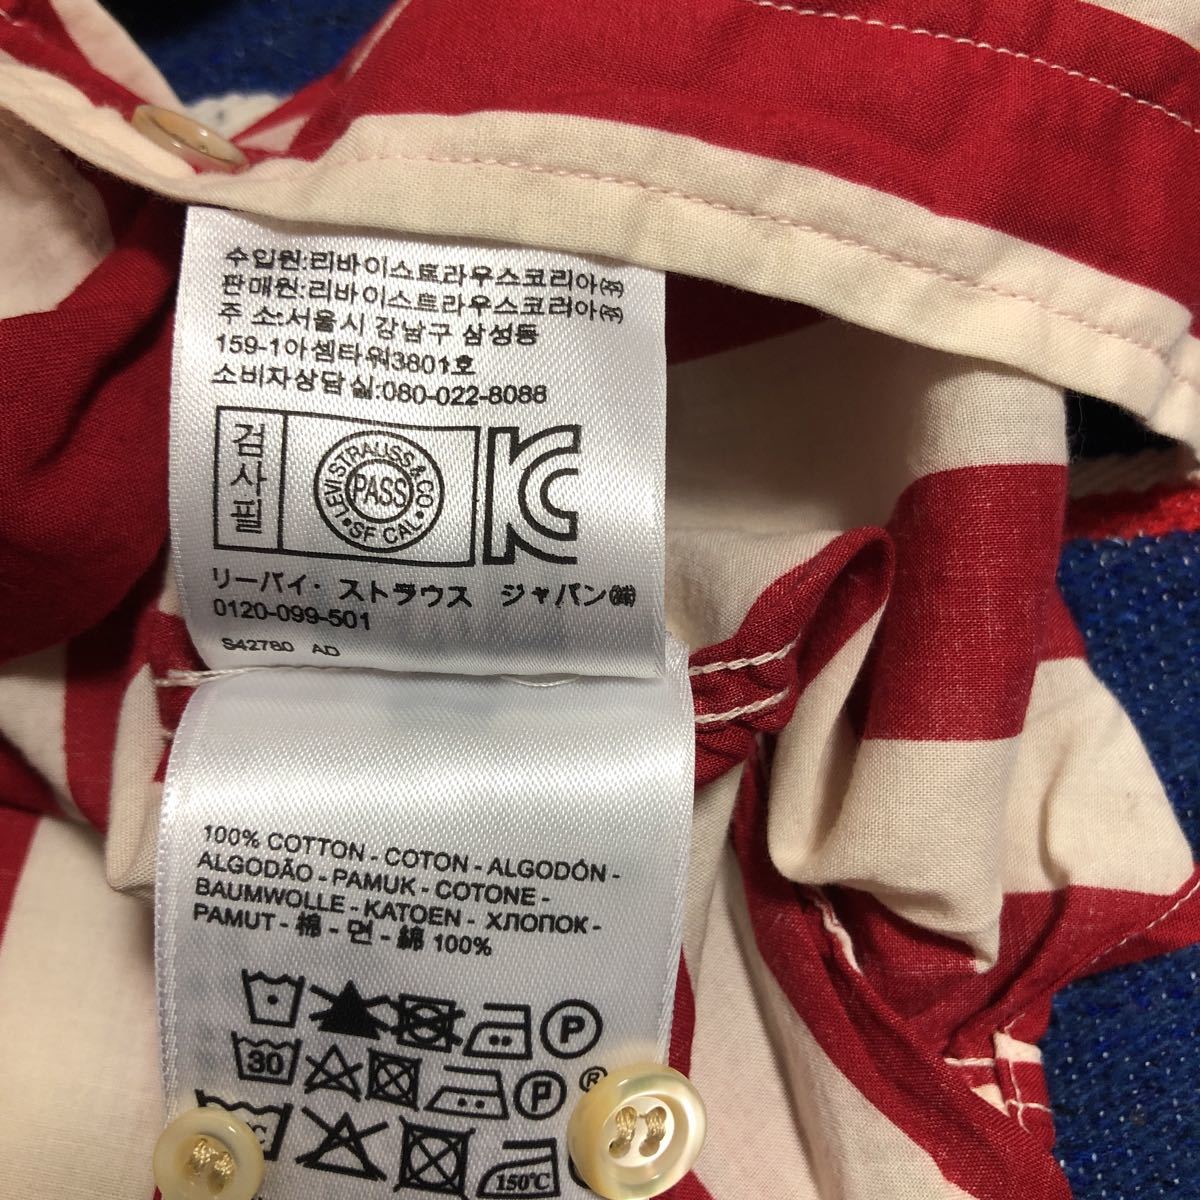 수입원:리바이스트라우스코리아㈜
판매원:리바이스트라우스코리아㈜
주 소:서울시 강남구 삼성동
159-1아셈타워3801호
소비자상담실:080-022-8088
검사필
LEVI STRAUSS & CO
PASS
SF CAL
リーバイ・ストラウス ジャパン㈱
0120-099-501
S42780 AD
100% COTTON - COTON - ALGODÓN -
ALGODÃO - PAMUK - COTONE -
BAUMWOLLE - KATOEN - ХЛОПОК -
PAMUT - 棉 - 면 - 綿 100%
P
30
P ®
150°C